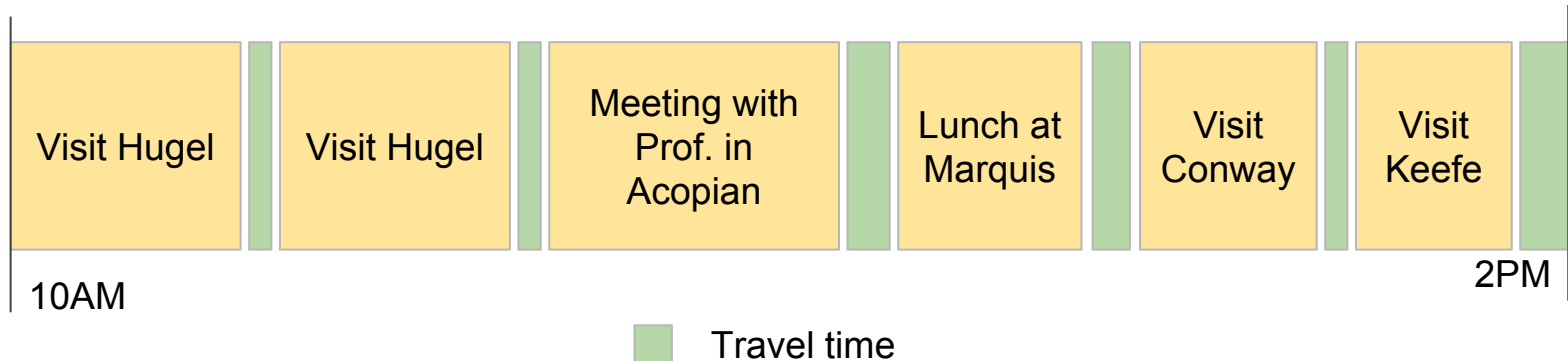 Visit Hugel
Visit Hugel
Meeting with
Prof. in
Acopian
Lunch at
Marquis
Visit
Conway
Visit
Keefe
10AM
2PM
Travel time